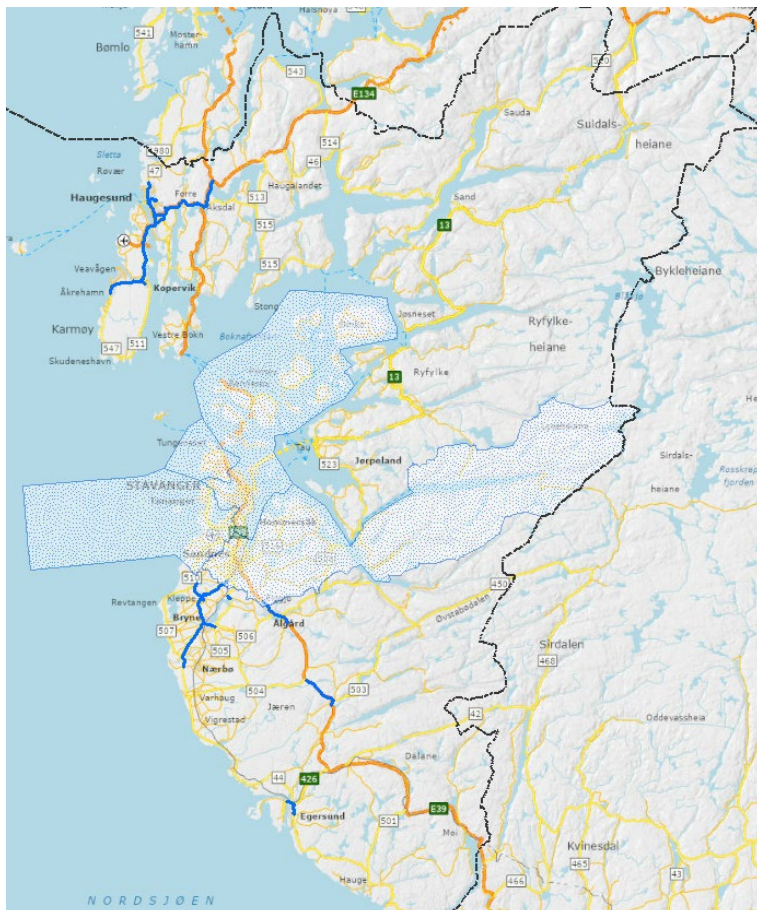 541
Bømlo
Moster-
hamn
543
E134
520
Sauda
Suldals-
heiane
Sletta
980
Røvær
47
514
46
Haugalandet
Haugesund
Førre
Aksdal
513
Sand
515
13
Veavågen
515
Bykleheiane
Åkrehamn
Kopervik
Jøsneset
Karmøy
Vestre Bokn
Ryfylke-
heiane
547
511
Skudeneshavn
13
Ryfylke
Tau
523
Jørpeland
Sirdals-
heiane
STAVANGER
Hommersåk
Sandnes
Revtangen
Kleppe
450
Øvstabødalen
Bryne
507
506
Ålgård
505
Sirdalen
468
Nærbø
504
503
Varhaug
Jæren
Vigrestad
42
Oddevassheia
Dalane
44
426
Egersund
E39
501
Moi
Kvinesdal
465
43
Hauge
466
NORDSJØEN